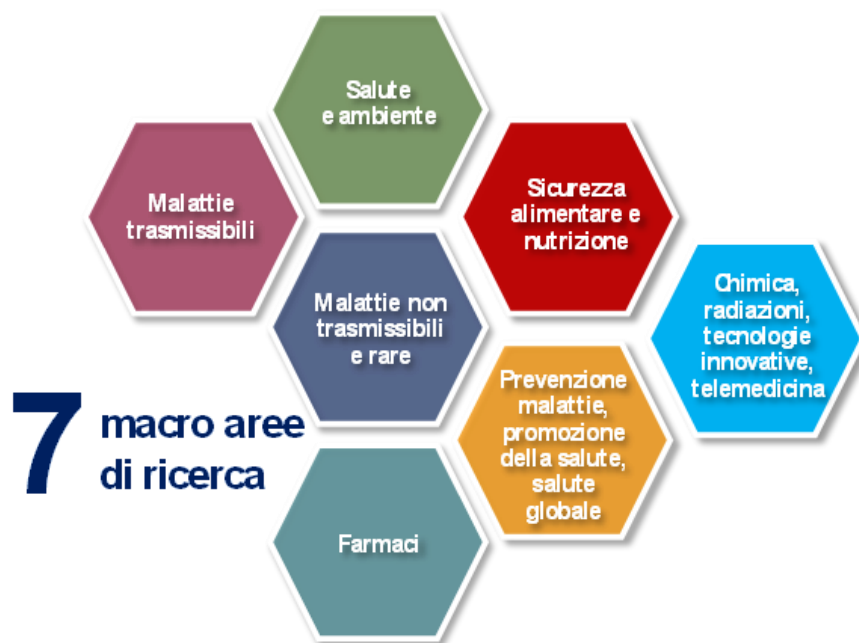 Salute
e ambiente
Malattie
trasmissibili
Sicurezza
alimentare e
nutrizione
Malattie non
trasmissibili
e rare
Chimica,
radiazioni,
tecnologie
innovative,
telemedicina
Prevenzione
malattie,
promozione
della salute,
salute
globale
7 macro aree
di ricerca
Farmaci